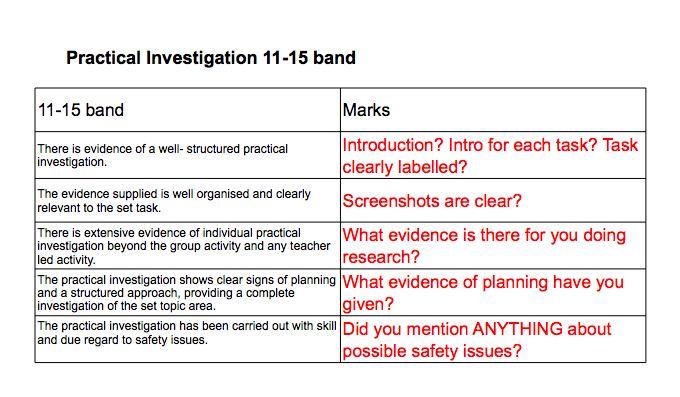 Practical Investigation 11-15 band
11-15 band
Marks
There is evidence of a well- structured practical
investigation.
Introduction? Intro for each task? Task
clearly labelled?
The evidence supplied is well organised and clearly
relevant to the set task.
Screenshots are clear?
There is extensive evidence of individual practical
investigation beyond the group activity and any teacher
led activity.
What evidence is there for you doing
research?
The practical investigation shows clear signs of planning
and a structured approach, providing a complete
investigation of the set topic area.
What evidence of planning have you
given?
The practical investigation has been carried out with skill
and due regard to safety issues.
Did you mention ANYTHING about
possible safety issues?